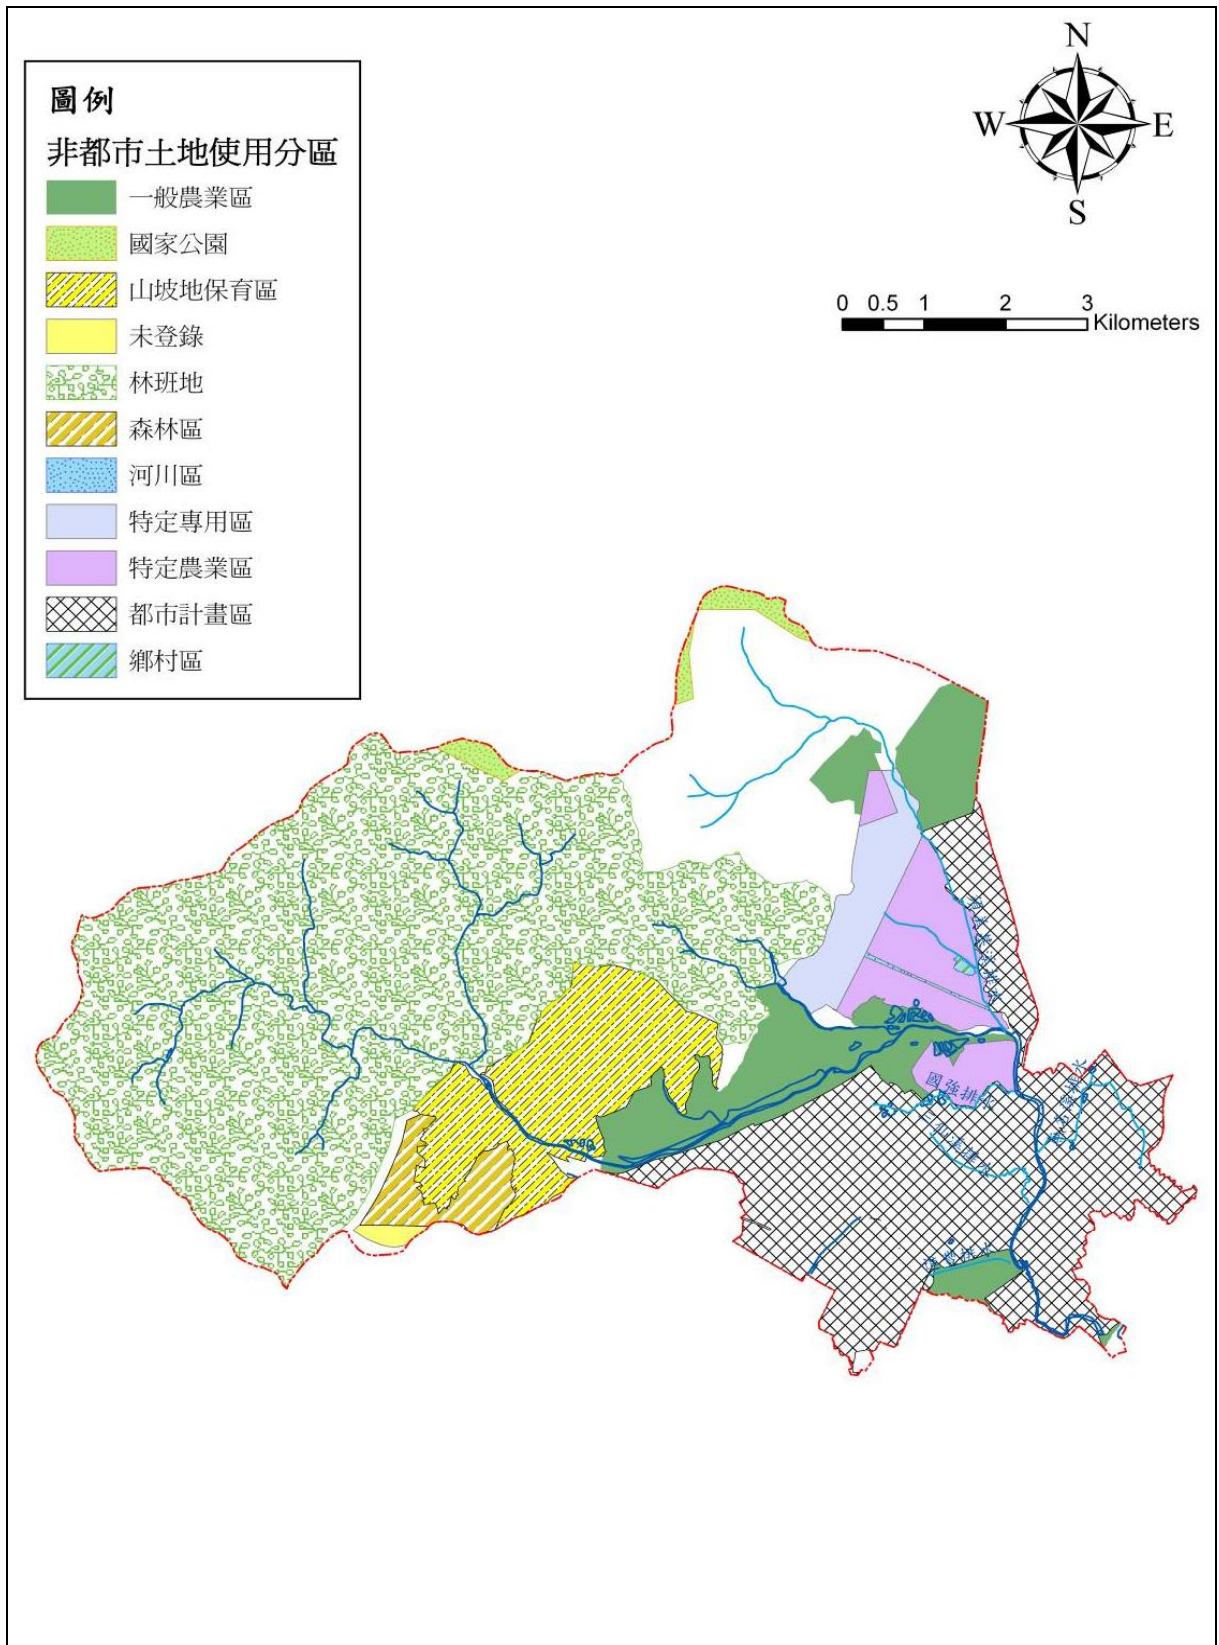 圖例
非都市土地使用分區
一般農業區
國家公園
山坡地保育區
未登錄
林班地
森林區
河川區
特定專用區
特定農業區
都市計畫區
鄉村區
N
W
E
S
0 0.5 1 2 3
Kilometers
國強排水